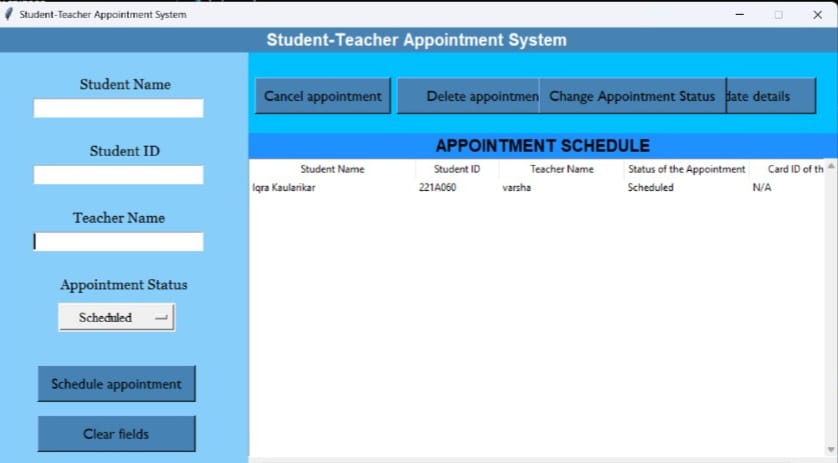 Student-Teacher Appointment System
Student-Teacher Appointment System
Student Name
Student ID
Teacher Name
Appointment Status
Scheduled
Schedule appointment
Clear fields
Cancel appointment Delete appointmen Change Appointment Status date details
APPOINTMENT SCHEDULE
Student Name Student ID Teacher Name Status of the Appointment Card ID of th
Iqra Kaularikar 221A060 varsha Scheduled N/A